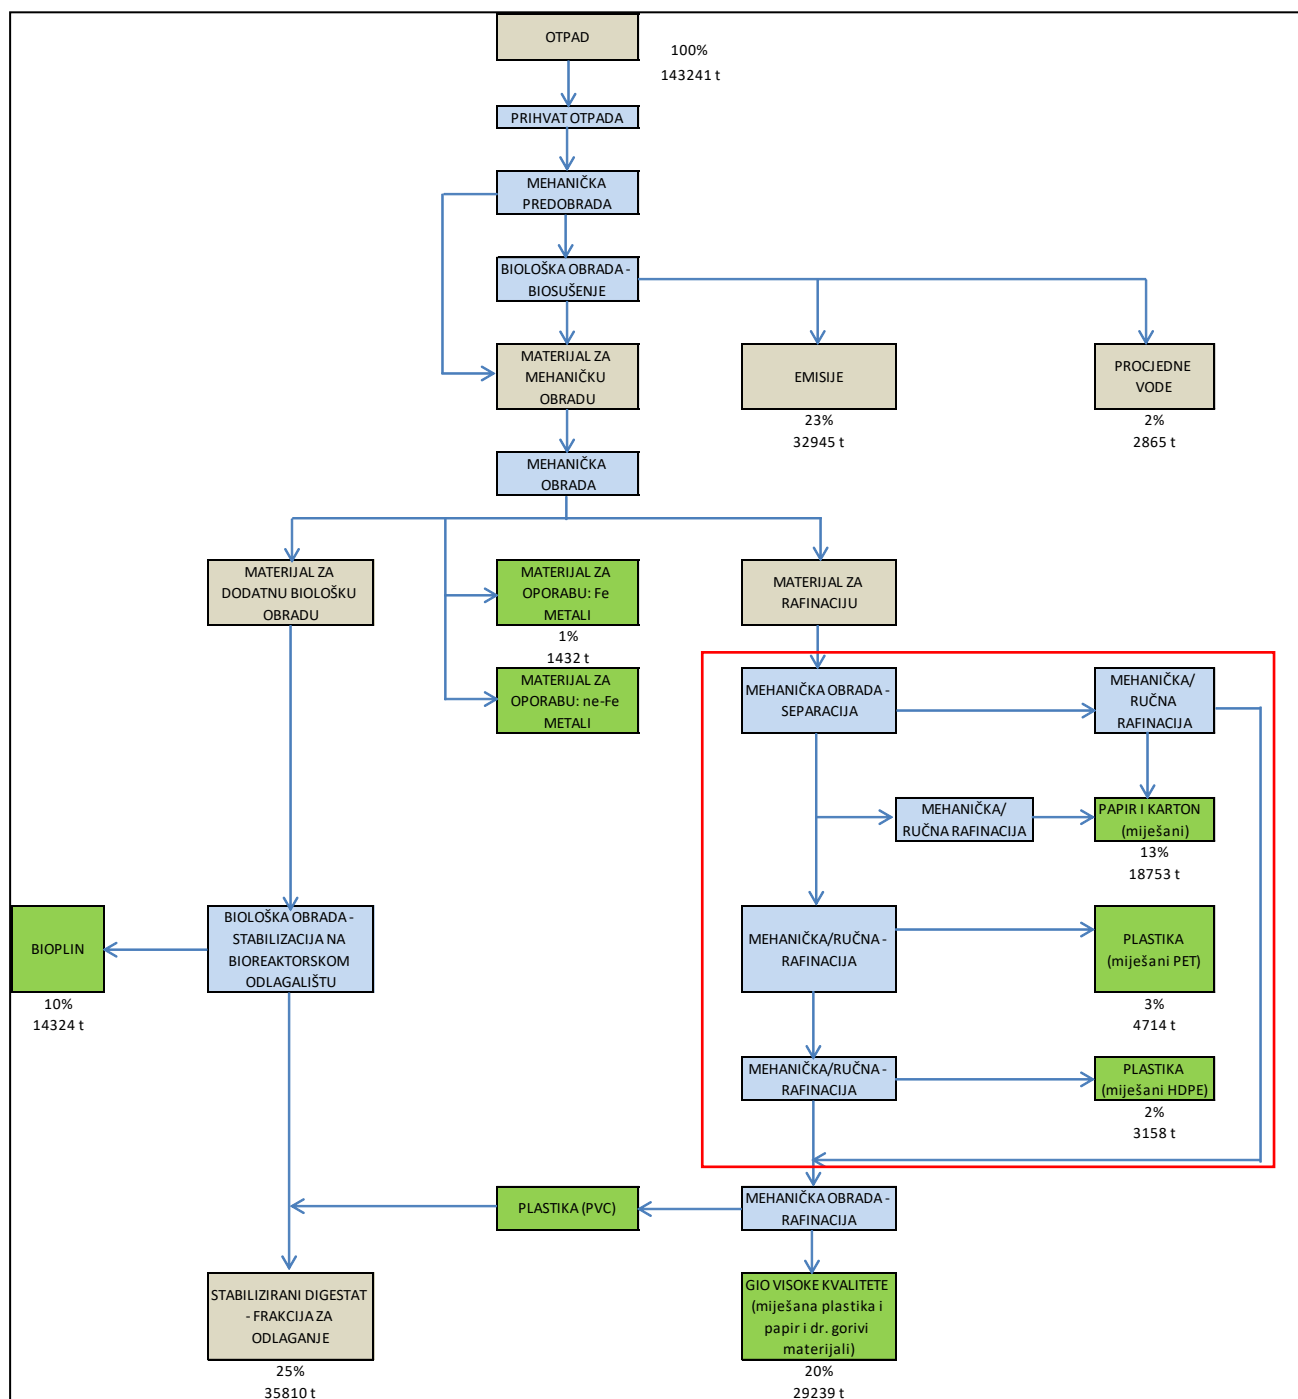 OTPAD
100%
143241 t
PRIHVAT OTPADA
MEHANIČKA
PREDOBRADA
BIOLOŠKA OBRADA -
BIOSUŠENJE
MATERIJAL ZA
MEHANIČKU
OBRADU
EMISIJE
23%
32945 t
PROCJEDNE
VODE
2%
2865 t
MEHANIČKA
OBRADA
MATERIJAL ZA
DODATNU BIOLOŠKU
OBRADU
MATERIJAL ZA
OPORABU: Fe
METALI
1%
1432 t
MATERIJAL ZA
OPORABU: ne-Fe
METALI
MATERIJAL ZA
RAFINACIJU
MEHANIČKA OBRADA -
SEPARACIJA
MEHANIČKA/
RUČNA
RAFINACIJA
MEHANIČKA/
RUČNA RAFINACIJA
PAPIR I KARTON
(miješani)
13%
18753 t
BIOPLIN
10%
14324 t
BIOLOŠKA OBRADA -
STABILIZACIJA NA
BIOREAKTORSKOM
ODLAGALIŠTU
MEHANIČKA/RUČNA -
RAFINACIJA
PLASTIKA
(miješani PET)
3%
4714 t
MEHANIČKA/RUČNA -
RAFINACIJA
PLASTIKA
(miješani HDPE)
2%
3158 t
PLASTIKA (PVC)
MEHANIČKA OBRADA -
RAFINACIJA
STABILIZIRANI DIGESTAT
- FRAKCIJA ZA
ODLAGANJE
25%
35810 t
GIO VISOKE KVALITETE
(miješana plastika i
papir i dr. gorivi
materijali)
20%
29239 t